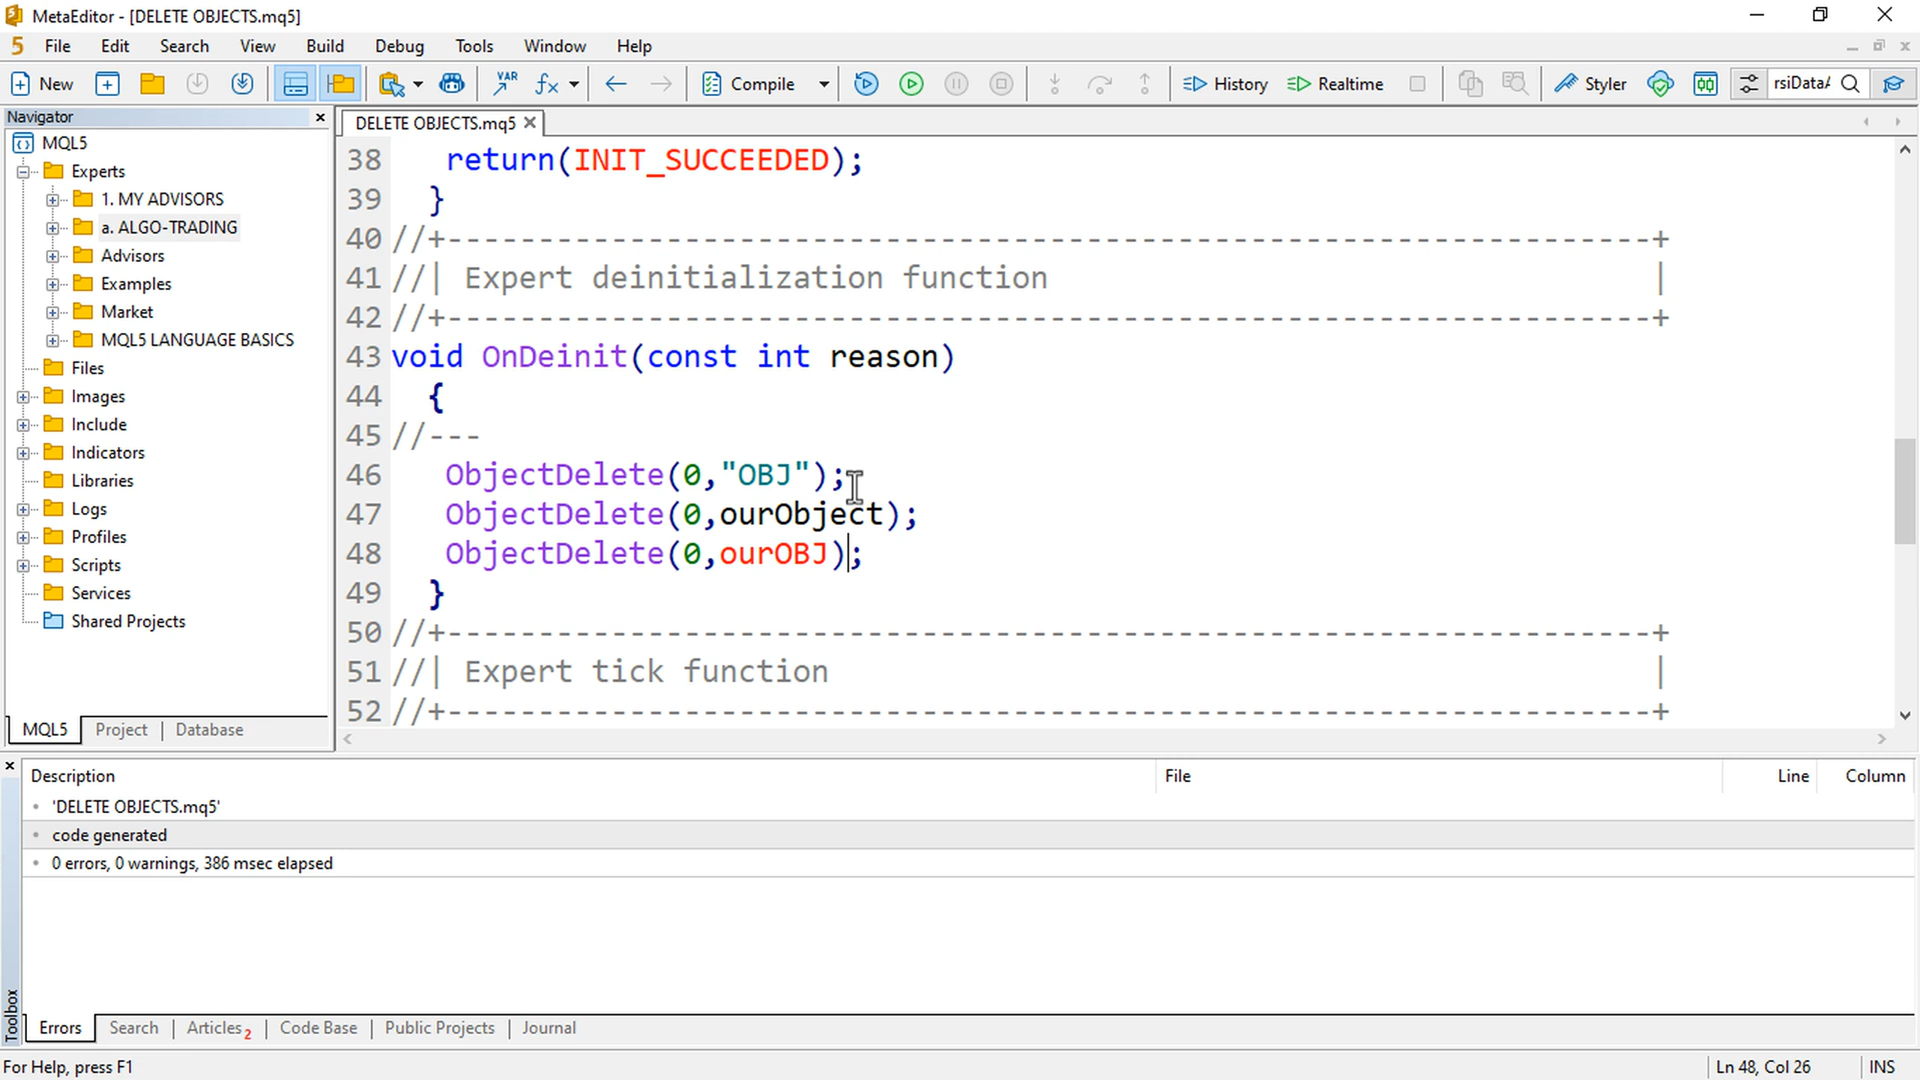 MetaEditor - [DELETE OBJECTS.mq5]
5 File Edit Search View Build Debug Tools Window Help
New VAR fx Compile History Realtime Styler rsiData
Navigator
MQL5
Experts
1. MY ADVISORS
a. ALGO-TRADING
Advisors
Examples
Market
MQL5 LANGUAGE BASICS
Files
Images
Include
Indicators
Libraries
Logs
Profiles
Scripts
Services
Shared Projects
MQL5 Project Database
DELETE OBJECTS.mq5
38 return(INIT_SUCCEEDED);
39 }
40 //+------------------------------------------------------------------+
41 //| Expert deinitialization function |
42 //+------------------------------------------------------------------+
43 void OnDeinit(const int reason)
44 {
45 //---
46 ObjectDelete(0,"OBJ");
47 ObjectDelete(0,ourObject);
48 ObjectDelete(0,ourOBJ);
49 }
50 //+------------------------------------------------------------------+
51 //| Expert tick function |
52 //+------------------------------------------------------------------+
Description File Line Column
'DELETE OBJECTS.mq5'
code generated
0 errors, 0 warnings, 386 msec elapsed
Toolbox
Errors Search Articles 2 Code Base Public Projects Journal
For Help, press F1 Ln 48, Col 26 INS